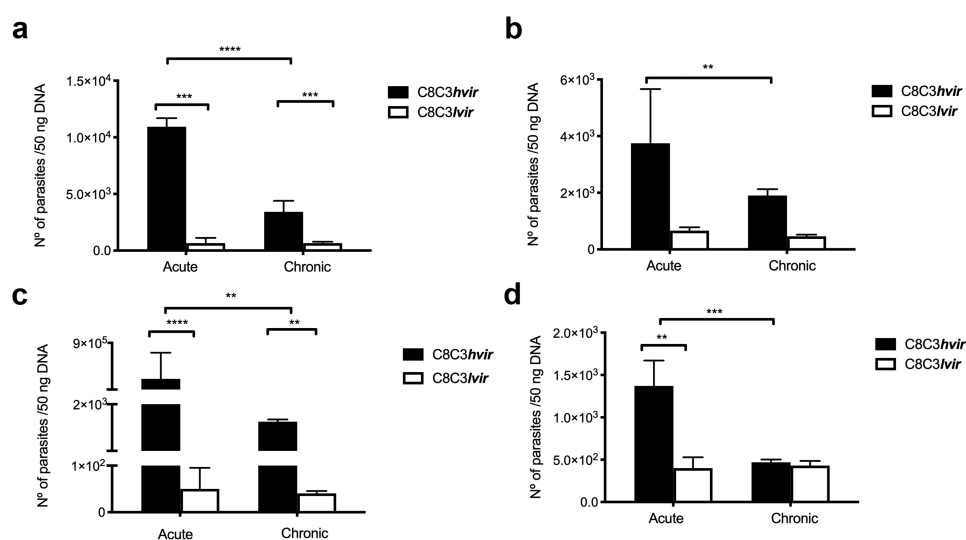 a
****
***
***
Nº of parasites /50 ng DNA
1.5×10⁴
1.0×10⁴
5.0×10³
0.0
Acute
Chronic
C8C3hvir
C8C3lvir
b
**
Nº of parasites /50 ng DNA
6×10³
4×10³
2×10³
0
Acute
Chronic
C8C3hvir
C8C3lvir
c
**
****
**
Nº of parasites /50 ng DNA
9×10⁵
2×10³
1×10²
0
Acute
Chronic
C8C3hvir
C8C3lvir
d
***
**
Nº of parasites /50 ng DNA
2.0×10³
1.5×10³
1.0×10³
5.0×10²
0.0
Acute
Chronic
C8C3hvir
C8C3lvir